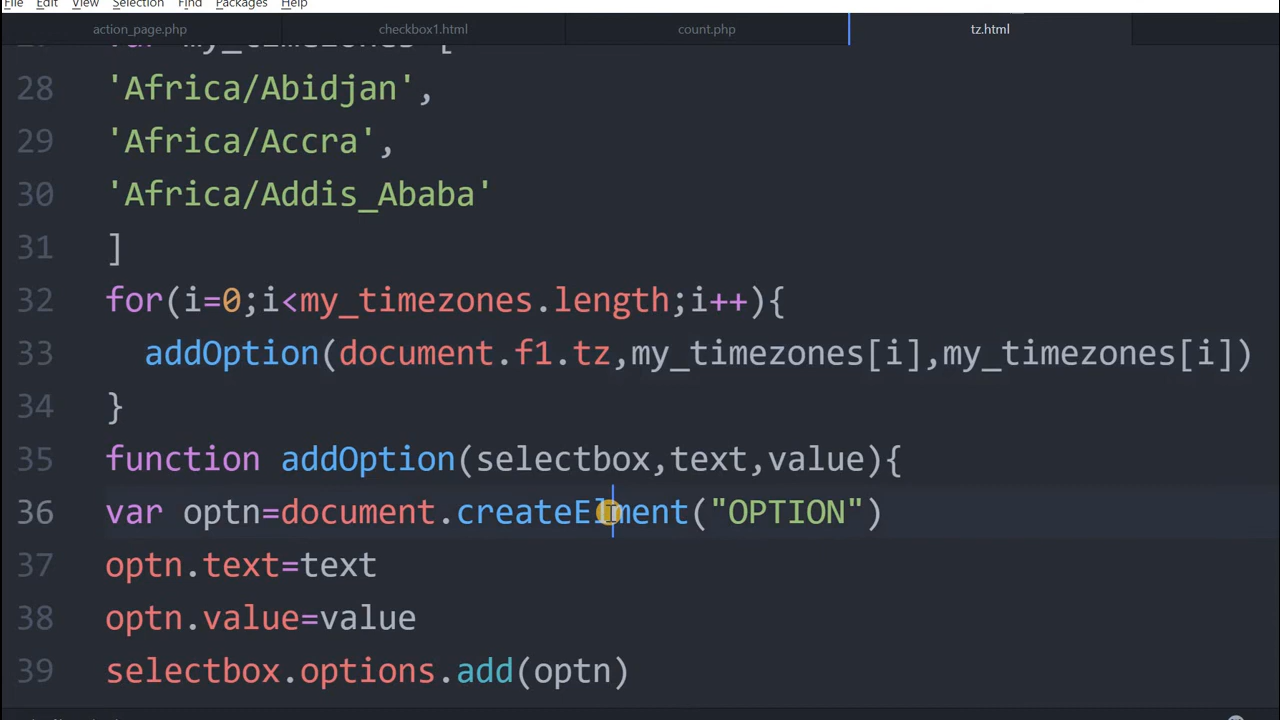 File Edit View Selection Find Packages Help
action_page.php checkbox1.html count.php tz.html
var my_timezones [
28 'Africa/Abidjan',
29 'Africa/Accra',
30 'Africa/Addis_Ababa'
31 ]
32 for(i=0;i<my_timezones.length;i++){
33 addOption(document.f1.tz,my_timezones[i],my_timezones[i])
34 }
35 function addOption(selectbox,text,value){
36 var optn=document.createElment("OPTION")
37 optn.text=text
38 optn.value=value
39 selectbox.options.add(optn)